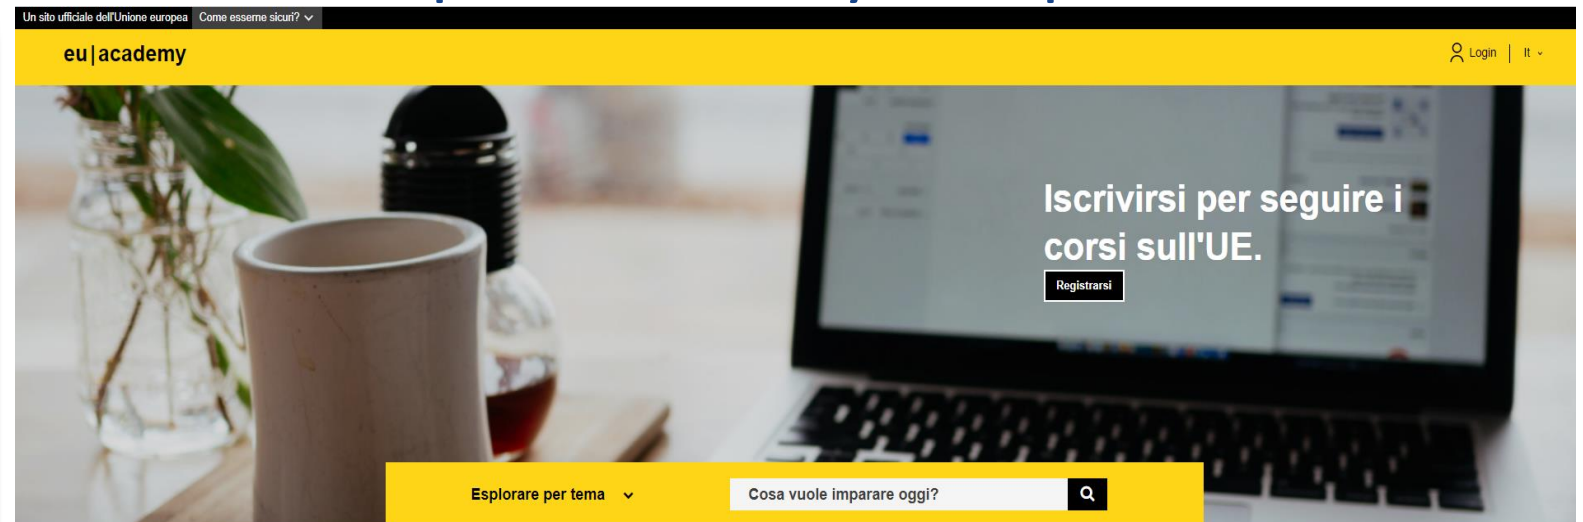 Un sito ufficiale dell'Unione europea Come esserne sicuri?
eu|academy
Login | It
Iscrivirsi per seguire i
corsi sull'UE.
Registrarsi
Esplorare per tema
Cosa vuole imparare oggi?